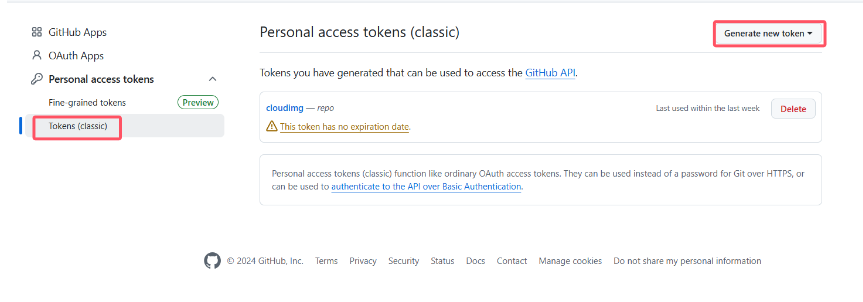 GitHub Apps
OAuth Apps
Personal access tokens
Fine-grained tokens Preview
Tokens (classic)
Personal access tokens (classic)
Generate new token
Tokens you have generated that can be used to access the GitHub API.
cloudimg — repo
Last used within the last week
Delete
This token has no expiration date.
Personal access tokens (classic) function like ordinary OAuth access tokens. They can be used instead of a password for Git over HTTPS, or
can be used to authenticate to the API over Basic Authentication.
© 2024 GitHub, Inc. Terms Privacy Security Status Docs Contact Manage cookies Do not share my personal information